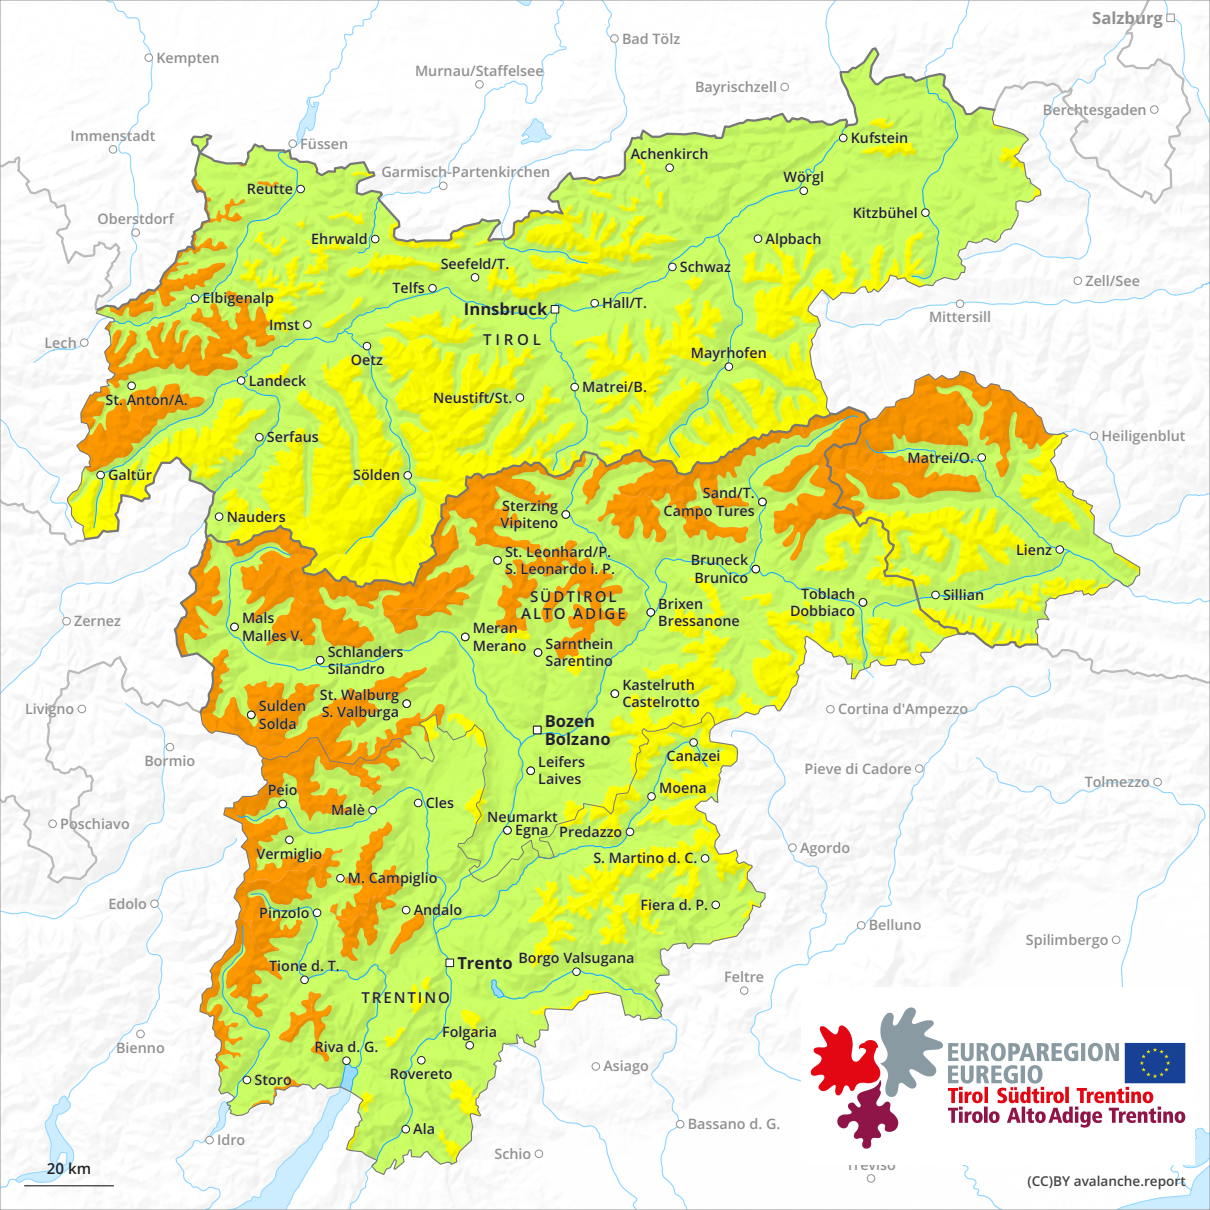 Salzburg
Bad Tölz
Kempten
Murnau/Staffelsee
Bayrischzell
Berchtesgaden
Immenstadt
Füssen
Kufstein
Achenkirch
Garmisch-Partenkirchen
Wörgl
Reutte
Oberstdorf
Kitzbühel
Ehrwald
Alpbach
Seefeld/T.
Schwaz
Zell/See
Telfs
Elbigenalp
Hall/T.
Innsbruck
Mittersill
Imst
TIROL
Lech
Mayrhofen
Oetz
Landeck
Matrei/B.
St. Anton/A.
Neustift/St.
Serfaus
Heiligenblut
Matrei/O.
Galtür
Sölden
Sand/T.
Campo Tures
Sterzing
Vipiteno
Nauders
St. Leonhard/P.
S. Leonardo i. P.
Lienz
Bruneck
Brunico
SÜDTIROL
ALTO ADIGE
Toblach
Dobbiaco
Sillian
Brixen
Bressanone
Zernez
Mals
Malles V.
Meran
Merano
Sarnthein
Sarentino
Schlanders
Silandro
Kastelruth
Castelrotto
St. Walburg
S. Valburga
Sulden
Solda
Livigno
Cortina d'Ampezzo
Bozen
Bolzano
Bormio
Canazei
Leifers
Laives
Pieve di Cadore
Tolmezzo
Peio
Moena
Malè
Cles
Neumarkt
Egna
Predazzo
Poschiavo
Vermiglio
Agordo
S. Martino d. C.
M. Campiglio
Edolo
Pinzolo
Andalo
Fiera d. P.
Belluno
Spilimbergo
Trento
Borgo Valsugana
Tione d. T.
Feltre
TRENTINO
Folgaria
Bienno
Riva d. G.
Rovereto
Asiago
Storo
EUROPAREGION
EUREGIO
Tirol Südtirol Trentino
Tirolo Alto Adige Trentino
Ala
Bassano d. G.
Idro
Schio
Treviso
20 km
(CC)BY avalanche.report